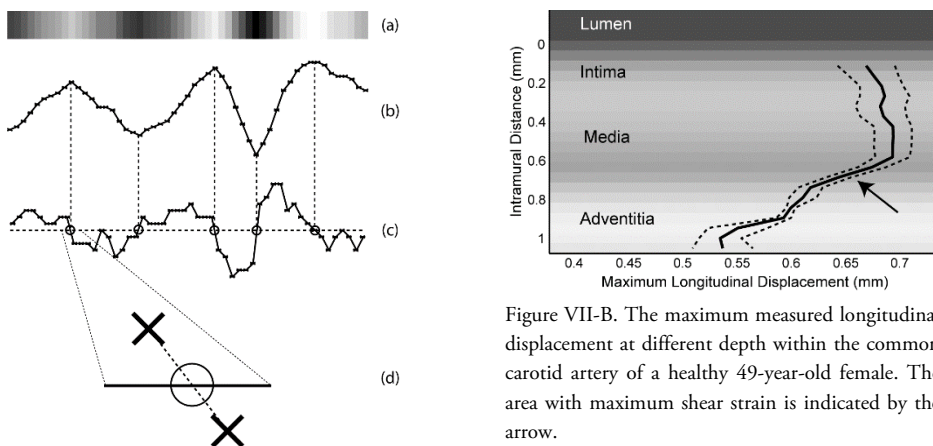 (a)
(b)
(c)
(d)
Lumen
Intima
Media
Adventitia
Intramural Distance (mm)
0
0.2
0.4
0.6
0.8
1
0.4
0.45
0.5
0.55
0.6
0.65
0.7
Maximum Longitudinal Displacement (mm)
Figure VII-B. The maximum measured longitudina
displacement at different depth within the common
carotid artery of a healthy 49-year-old female. The
area with maximum shear strain is indicated by the
arrow.